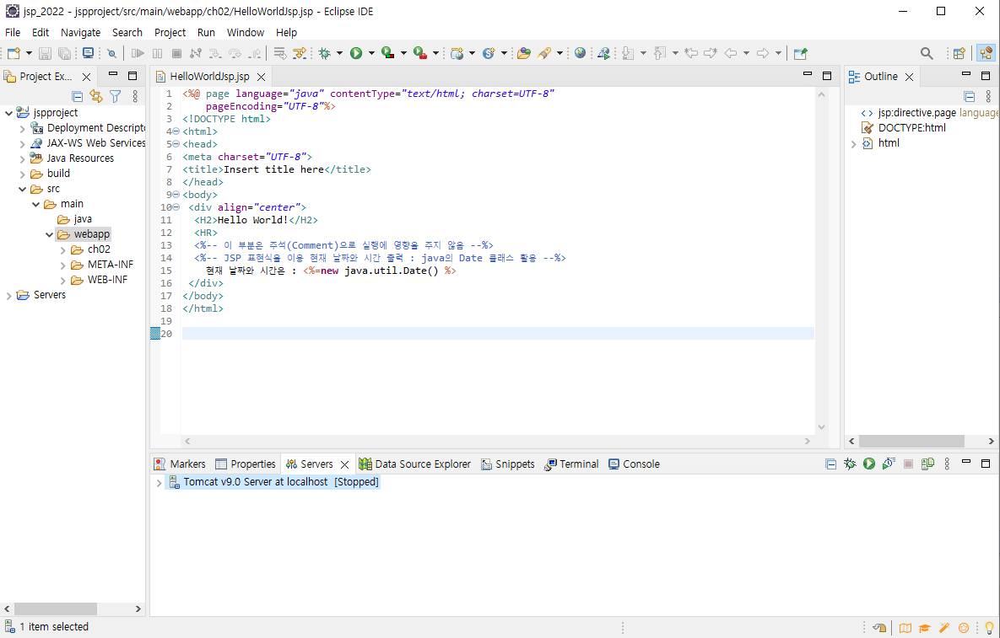 jsp_2022 - jspproject/src/main/webapp/ch02/HelloWorldJsp.jsp - Eclipse IDE
File Edit Navigate Search Project Run Window Help
Project Ex...
jspproject
Deployment Descripto
JAX-WS Web Services
Java Resources
build
src
main
java
webapp
ch02
META-INF
WEB-INF
Servers
HelloWorldJsp.jsp
1 <%@ page language="java" contentType="text/html; charset=UTF-8"
2 pageEncoding="UTF-8"%>
3 <!DOCTYPE html>
4 <html>
5 <head>
6 <meta charset="UTF-8">
7 <title>Insert title here</title>
8 </head>
9 <body>
10 <div align="center">
11 <H2>Hello World!</H2>
12 <HR>
13 <%-- 이 부분은 주석(Comment)으로 실행에 영향을 주지 않음 --%>
14 <%-- JSP 표현식을 이용 현재 날짜와 시간 출력 : java의 Date 클래스 활용 --%>
15 현재 날짜와 시간은 : <%=new java.util.Date() %>
16 </div>
17 </body>
18 </html>
19
20
Outline
jsp:directive.page language
DOCTYPE:html
html
Markers Properties Servers Data Source Explorer Snippets Terminal Console
Tomcat v9.0 Server at localhost [Stopped]
1 item selected